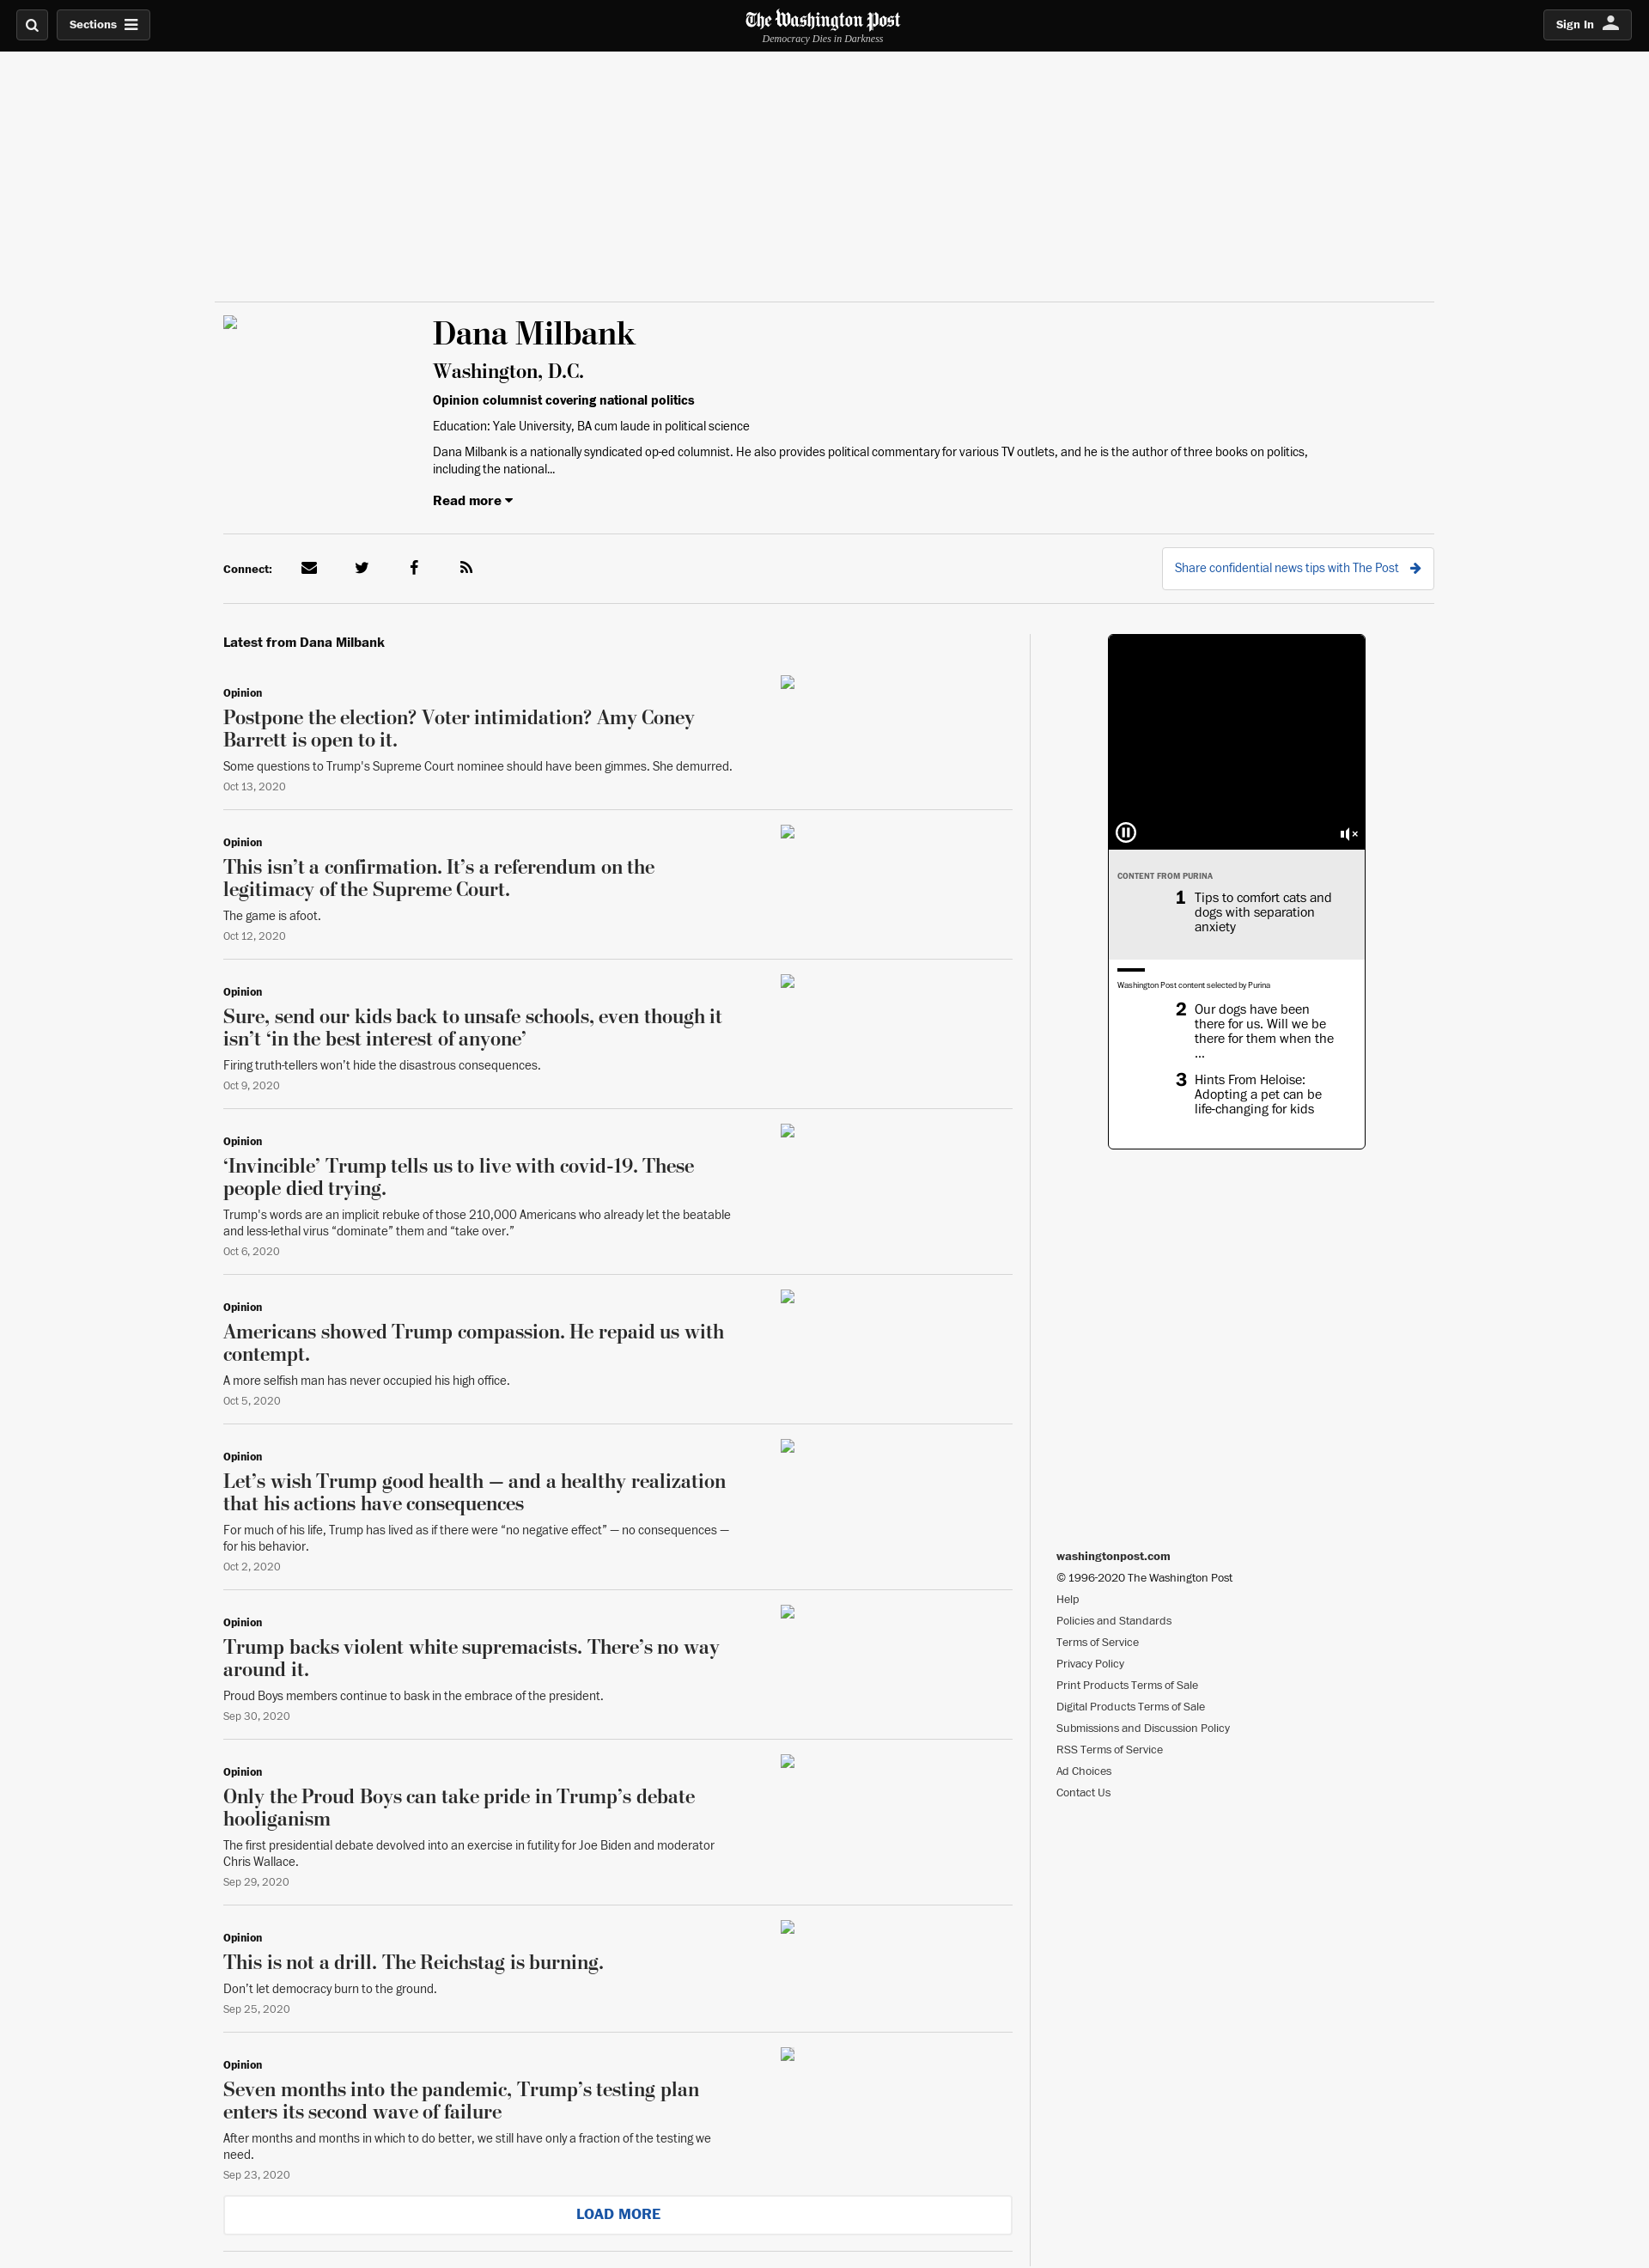 Sections
The Washington Post
Democracy Dies in Darkness
Sign In
Dana Milbank
Washington, D.C.
Opinion columnist covering national politics
Education: Yale University, BA cum laude in political science
Dana Milbank is a nationally syndicated op-ed columnist. He also provides political commentary for various TV outlets, and he is the author of three books on politics,
including the national...
Read more
Connect:
Share confidential news tips with The Post
Latest from Dana Milbank
Opinion
Postpone the election? Voter intimidation? Amy Coney
Barrett is open to it.
Some questions to Trump's Supreme Court nominee should have been gimmes. She demurred.
Oct 13, 2020
Opinion
This isn’t a confirmation. It’s a referendum on the
legitimacy of the Supreme Court.
The game is afoot.
Oct 12, 2020
Opinion
Sure, send our kids back to unsafe schools, even though it
isn’t ‘in the best interest of anyone’
Firing truth-tellers won’t hide the disastrous consequences.
Oct 9, 2020
Opinion
‘Invincible’ Trump tells us to live with covid-19. These
people died trying.
Trump's words are an implicit rebuke of those 210,000 Americans who already let the beatable
and less-lethal virus “dominate” them and “take over.”
Oct 6, 2020
Opinion
Americans showed Trump compassion. He repaid us with
contempt.
A more selfish man has never occupied his high office.
Oct 5, 2020
Opinion
Let’s wish Trump good health — and a healthy realization
that his actions have consequences
For much of his life, Trump has lived as if there were “no negative effect” — no consequences —
for his behavior.
Oct 2, 2020
Opinion
Trump backs violent white supremacists. There’s no way
around it.
Proud Boys members continue to bask in the embrace of the president.
Sep 30, 2020
Opinion
Only the Proud Boys can take pride in Trump’s debate
hooliganism
The first presidential debate devolved into an exercise in futility for Joe Biden and moderator
Chris Wallace.
Sep 29, 2020
Opinion
This is not a drill. The Reichstag is burning.
Don’t let democracy burn to the ground.
Sep 25, 2020
Opinion
Seven months into the pandemic, Trump’s testing plan
enters its second wave of failure
After months and months in which to do better, we still have only a fraction of the testing we
need.
Sep 23, 2020
LOAD MORE
CONTENT FROM PURINA
1 Tips to comfort cats and
dogs with separation
anxiety
Washington Post content selected by Purina
2 Our dogs have been
there for us. Will we be
there for them when the
...
3 Hints From Heloise:
Adopting a pet can be
life-changing for kids
washingtonpost.com
© 1996-2020 The Washington Post
Help
Policies and Standards
Terms of Service
Privacy Policy
Print Products Terms of Sale
Digital Products Terms of Sale
Submissions and Discussion Policy
RSS Terms of Service
Ad Choices
Contact Us